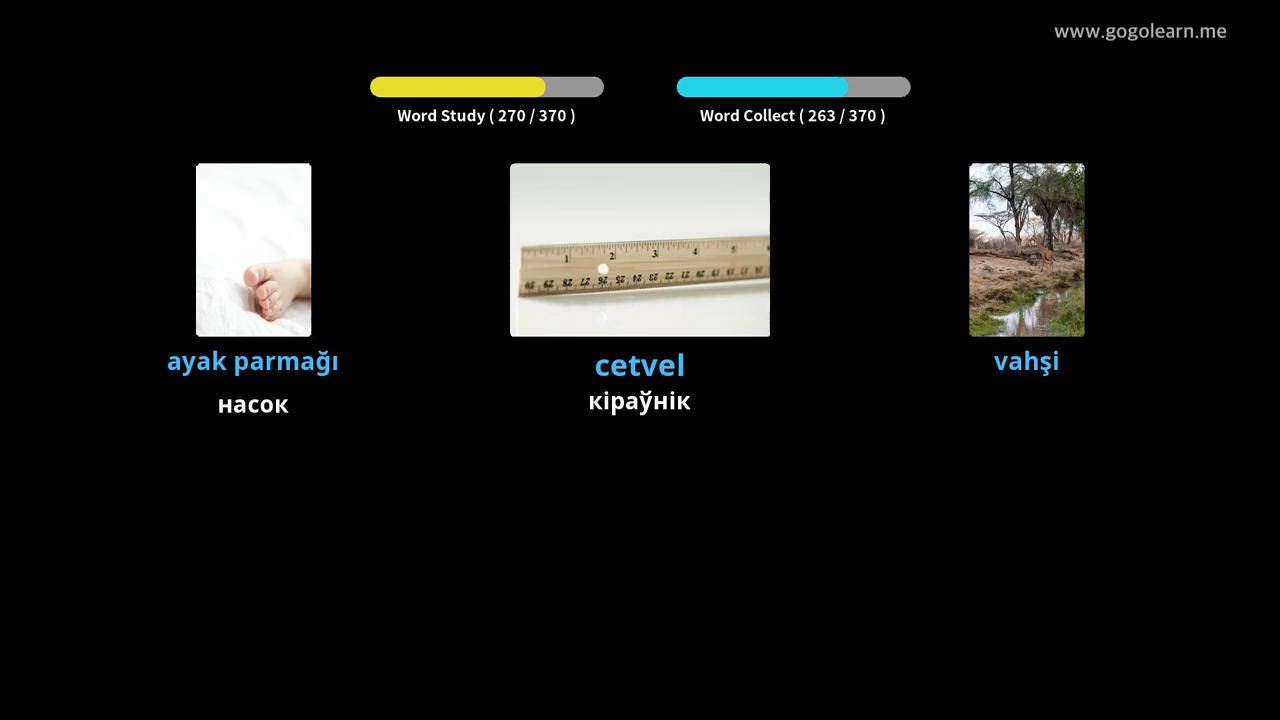 www.gogolearn.me
Word Study ( 270 / 370 )
Word Collect ( 263 / 370 )
ayak parmağı
насок
cetvel
кіраўнік
vahşi